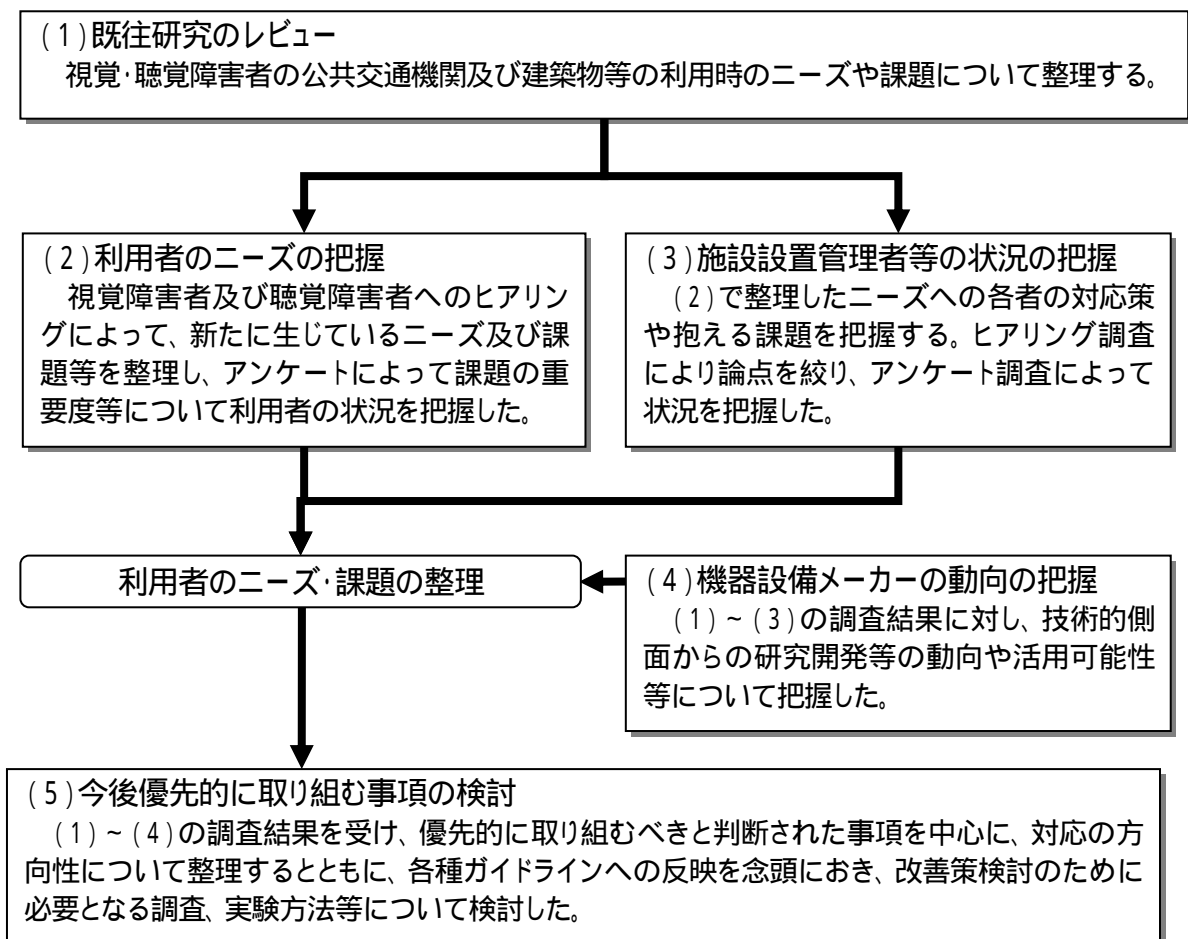 (1)既往研究のレビュー
視覚・聴覚障害者の公共交通機関及び建築物等の利用時のニーズや課題について整理する。
(2)利用者のニーズの把握
視覚障害者及び聴覚障害者へのヒアリン
グによって、新たに生じているニーズ及び課
題等を整理し、アンケートによって課題の重
要度等について利用者の状況を把握した。
(3)施設設置管理者等の状況の把握
(2)で整理したニーズへの各者の対応策
や抱える課題を把握する。ヒアリング調査
により論点を絞り、アンケート調査によって
状況を把握した。
利用者のニーズ・課題の整理
(4)機器設備メーカーの動向の把握
(1)~(3)の調査結果に対し、技術的側
面からの研究開発等の動向や活用可能性
等について把握した。
(5)今後優先的に取り組む事項の検討
(1)~(4)の調査結果を受け、優先的に取り組むべきと判断された事項を中心に、対応の方
向性について整理するとともに、各種ガイドラインへの反映を念頭におき、改善策検討のために
必要となる調査、実験方法等について検討した。